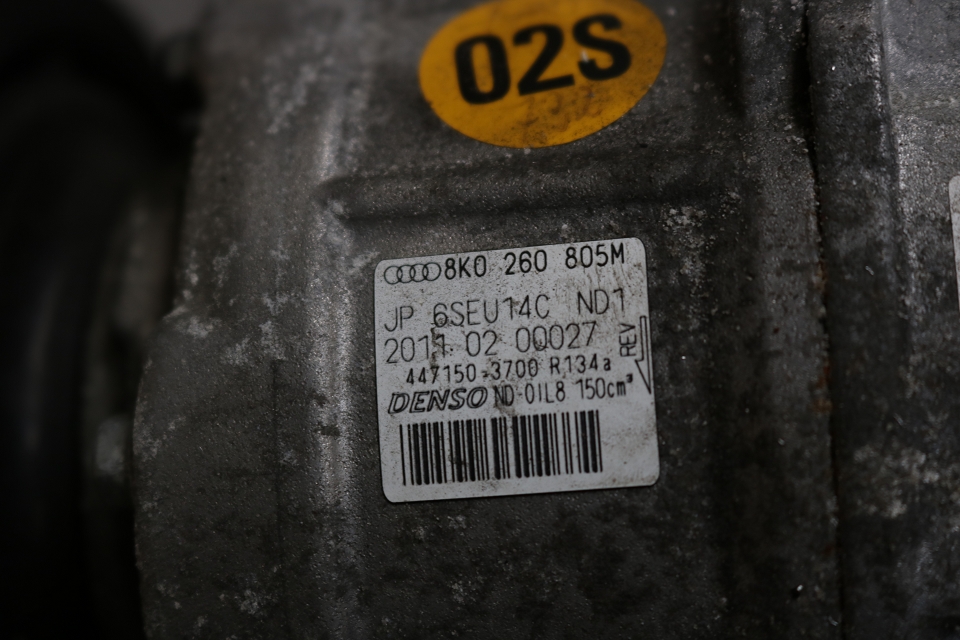 02S
8K0 260 805M
JP 6SEU14C ND1
2011 02 00027
REV
447150-3700 R134a
DENSO ND-OIL8 150cm³